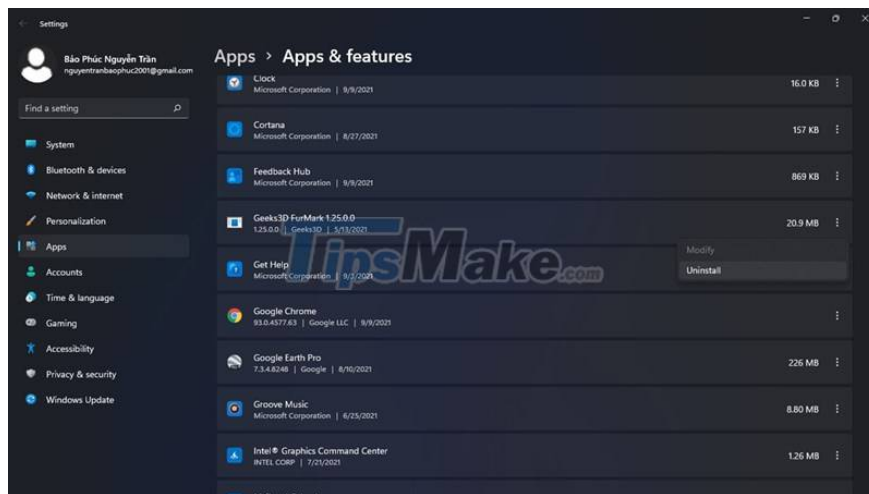 Settings
Bảo Phúc Nguyễn Trần
nguyentranbaophuc2001@gmail.com
Find a setting
System
Bluetooth & devices
Network & internet
Personalization
Apps
Accounts
Time & language
Gaming
Accessibility
Privacy & security
Windows Update
Apps > Apps & features
Clock
Microsoft Corporation | 9/9/2021
16.0 KB
Cortana
Microsoft Corporation | 8/27/2021
157 KB
Feedback Hub
Microsoft Corporation | 9/9/2021
869 KB
Geeks3D FurMark 1.25.0.0
1.25.0.0 | Geeks3D | 5/13/2021
20.9 MB
Modify
Uninstall
TipsMake.com
Get Help
Microsoft Corporation | 9/3/2021
Google Chrome
93.0.4577.63 | Google LLC | 9/9/2021
Google Earth Pro
7.3.4.8248 | Google | 8/10/2021
226 MB
Groove Music
Microsoft Corporation | 6/25/2021
8.80 MB
Intel® Graphics Command Center
INTEL CORP | 7/21/2021
1.26 MB